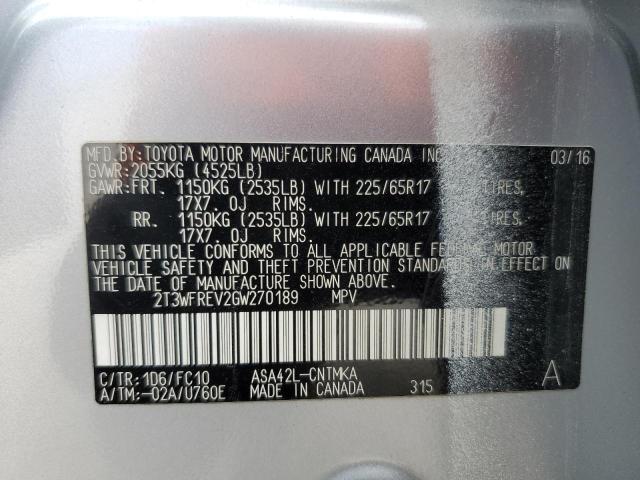 MFD.BY:TOYOTA MOTOR MANUFACTURING CANADA INC 03/16
GVWR:2055KG (4525LB)
GAWR:FRT. 1150KG (2535LB) WITH 225/65R17 TIRES,
17X7.0J RIMS.
RR. 1150KG (2535LB) WITH 225/65R17 TIRES,
17X7.0J RIMS.
THIS VEHICLE CONFORMS TO ALL APPLICABLE FEDERAL MOTOR
VEHICLE SAFETY AND THEFT PREVENTION STANDARDS IN EFFECT ON
THE DATE OF MANUFACTURE SHOWN ABOVE.
2T3WFREV2GW270189 MPV
C/TR:1D6/FC10 ASA42L-CNTMKA A
A/TM:-02A/U760E MADE IN CANADA 315